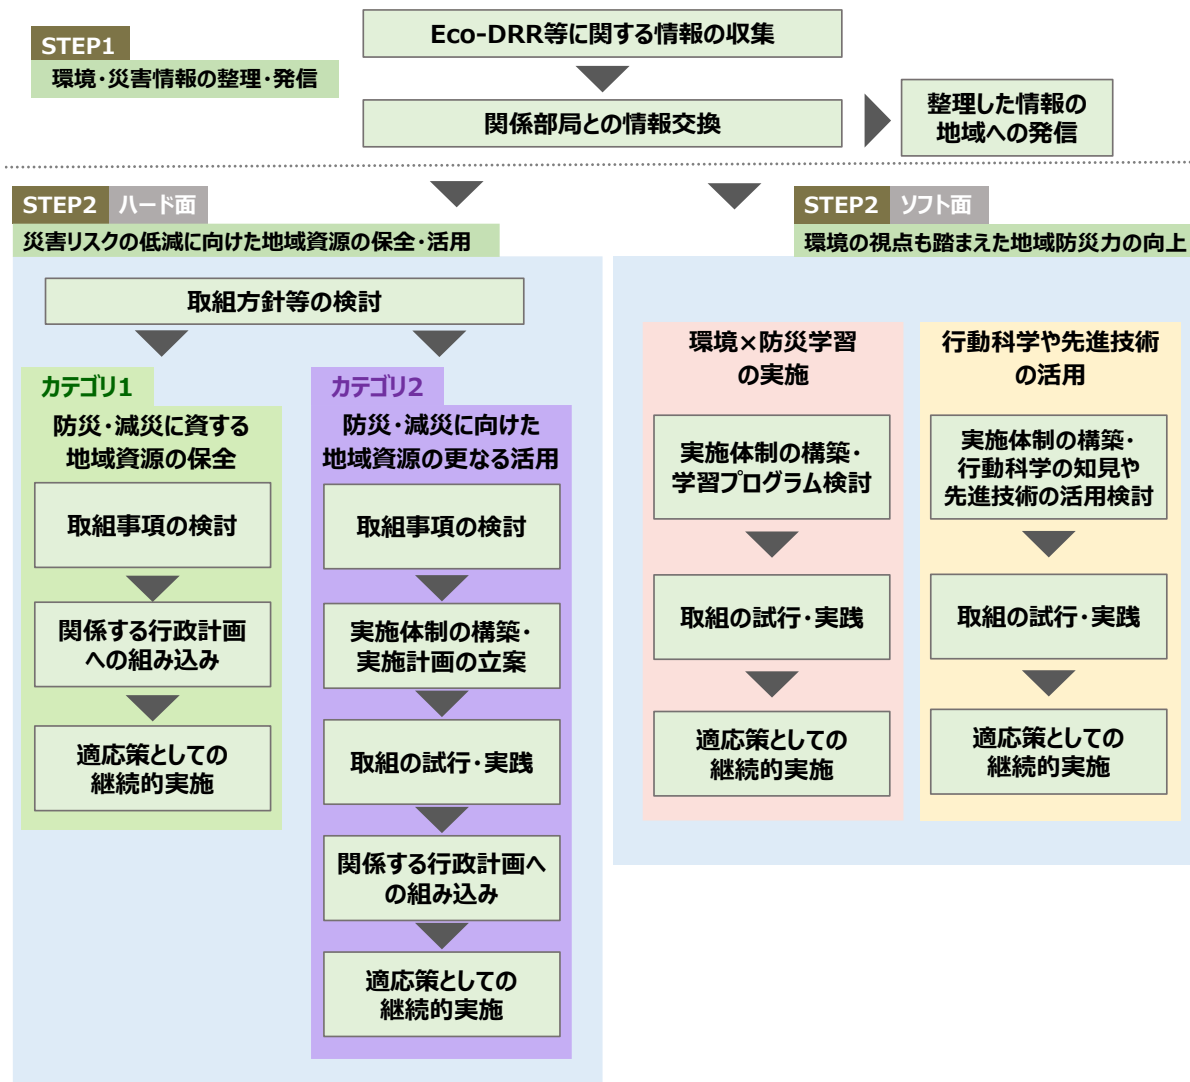 STEP1
環境・災害情報の整理・発信
Eco-DRR等に関する情報の収集
関係部局との情報交換
整理した情報の
地域への発信
STEP2 ハード面
災害リスクの低減に向けた地域資源の保全・活用
取組方針等の検討
カテゴリ1
防災・減災に資する
地域資源の保全
取組事項の検討
関係する行政計画
への組み込み
適応策としての
継続的実施
カテゴリ2
防災・減災に向けた
地域資源の更なる活用
取組事項の検討
実施体制の構築・
実施計画の立案
取組の試行・実践
関係する行政計画へ
の組み込み
適応策としての
継続的実施
STEP2 ソフト面
環境の視点も踏まえた地域防災力の向上
環境×防災学習
の実施
実施体制の構築・
学習プログラム検討
取組の試行・実践
適応策としての
継続的実施
行動科学や先進技術
の活用
実施体制の構築・
行動科学の知見や
先進技術の活用検討
取組の試行・実践
適応策としての
継続的実施